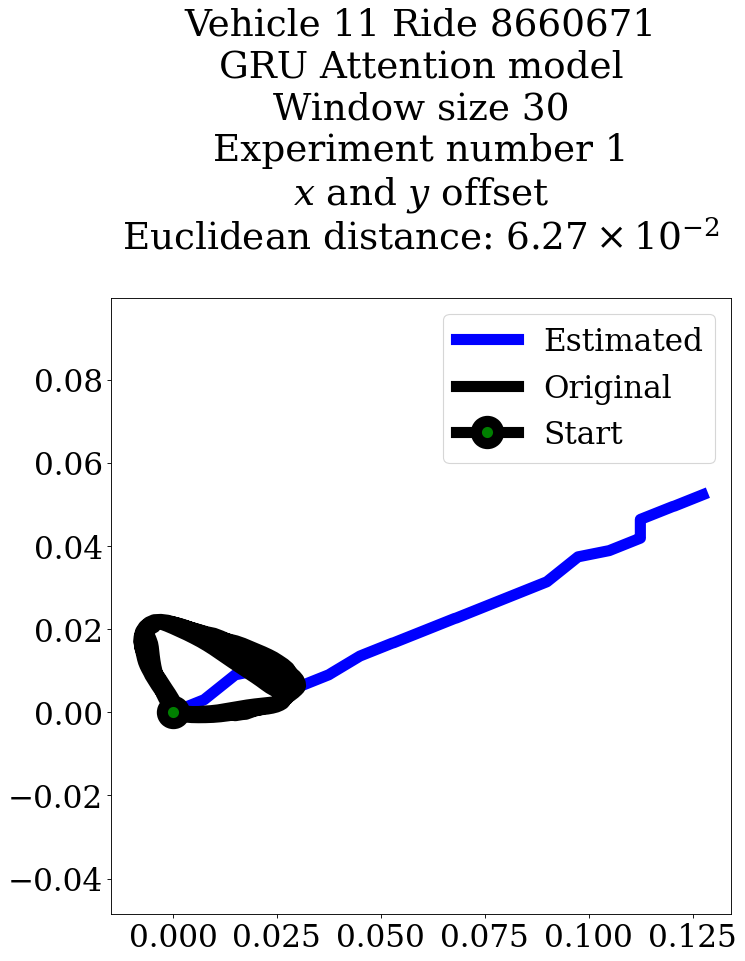 Vehicle 11 Ride 8660671
GRU Attention model
Window size 30
Experiment number 1
x and y offset
Euclidean distance: 6.27 × 10⁻²
Estimated
Original
Start
0.08
0.06
0.04
0.02
0.00
−0.02
−0.04
0.000 0.025 0.050 0.075 0.100 0.125